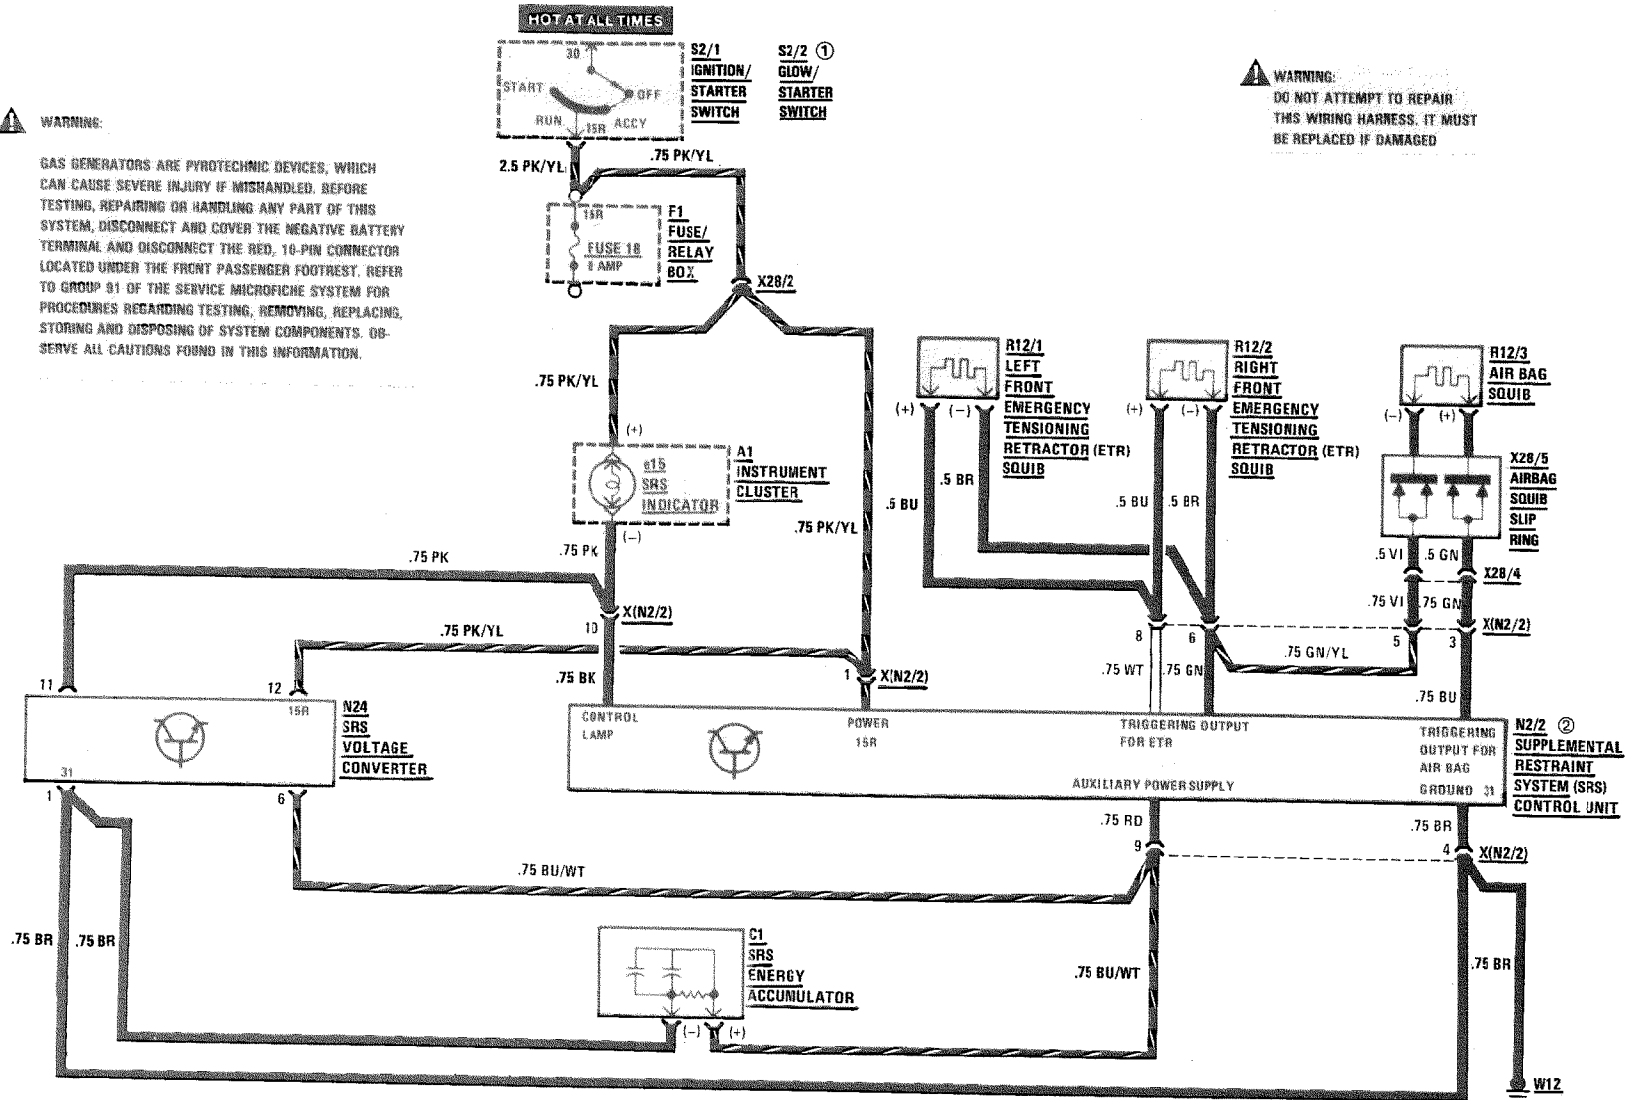 HOT AT ALL TIMES
S2/1
IGNITION/
STARTER
SWITCH
S2/2 ①
GLOW/
STARTER
SWITCH
30
START
OFF
RUN
15R
ACCY
WARNING:
DO NOT ATTEMPT TO REPAIR
THIS WIRING HARNESS. IT MUST
BE REPLACED IF DAMAGED
WARNING:
GAS GENERATORS ARE PYROTECHNIC DEVICES, WHICH
CAN CAUSE SEVERE INJURY IF MISHANDLED. BEFORE
TESTING, REPAIRING OR HANDLING ANY PART OF THIS
SYSTEM, DISCONNECT AND COVER THE NEGATIVE BATTERY
TERMINAL AND DISCONNECT THE RED, 10-PIN CONNECTOR
LOCATED UNDER THE FRONT PASSENGER FOOTREST. REFER
TO GROUP 91 OF THE SERVICE MICROFICHE SYSTEM FOR
PROCEDURES REGARDING TESTING, REMOVING, REPLACING,
STORING AND DISPOSING OF SYSTEM COMPONENTS. OB-
SERVE ALL CAUTIONS FOUND IN THIS INFORMATION.
2.5 PK/YL
.75 PK/YL
15R
FUSE 18
8 AMP
F1
FUSE/
RELAY
BOX
X28/2
.75 PK/YL
(+)
e15
SRS
INDICATOR
A1
INSTRUMENT
CLUSTER
(-)
.75 PK/YL
R12/1
LEFT
FRONT
EMERGENCY
TENSIONING
RETRACTOR (ETR)
SQUIB
(+)
(-)
R12/2
RIGHT
FRONT
EMERGENCY
TENSIONING
RETRACTOR (ETR)
SQUIB
(+)
(-)
R12/3
AIR BAG
SQUIB
(-)
(+)
X28/5
AIRBAG
SQUIB
SLIP
RING
.5 BU
.5 BR
.5 BU
.5 BR
.5 VI
.5 GN
X28/4
.75 VI
.75 GN
X(N2/2)
.75 PK
.75 PK
X(N2/2)
10
.75 PK/YL
.75 BK
1
X(N2/2)
8
6
5
3
.75 WT
.75 GN
.75 GN/YL
.75 BU
11
12
15R
31
1
6
N24
SRS
VOLTAGE
CONVERTER
CONTROL
LAMP
POWER
15R
TRIGGERING OUTPUT
FOR ETR
AUXILIARY POWER SUPPLY
TRIGGERING
OUTPUT FOR
AIR BAG
GROUND 31
N2/2 ②
SUPPLEMENTAL
RESTRAINT
SYSTEM (SRS)
CONTROL UNIT
.75 RD
9
.75 BR
4
X(N2/2)
.75 BU/WT
.75 BR
.75 BR
C1
SRS
ENERGY
ACCUMULATOR
(-)
(+)
.75 BU/WT
.75 BR
W12